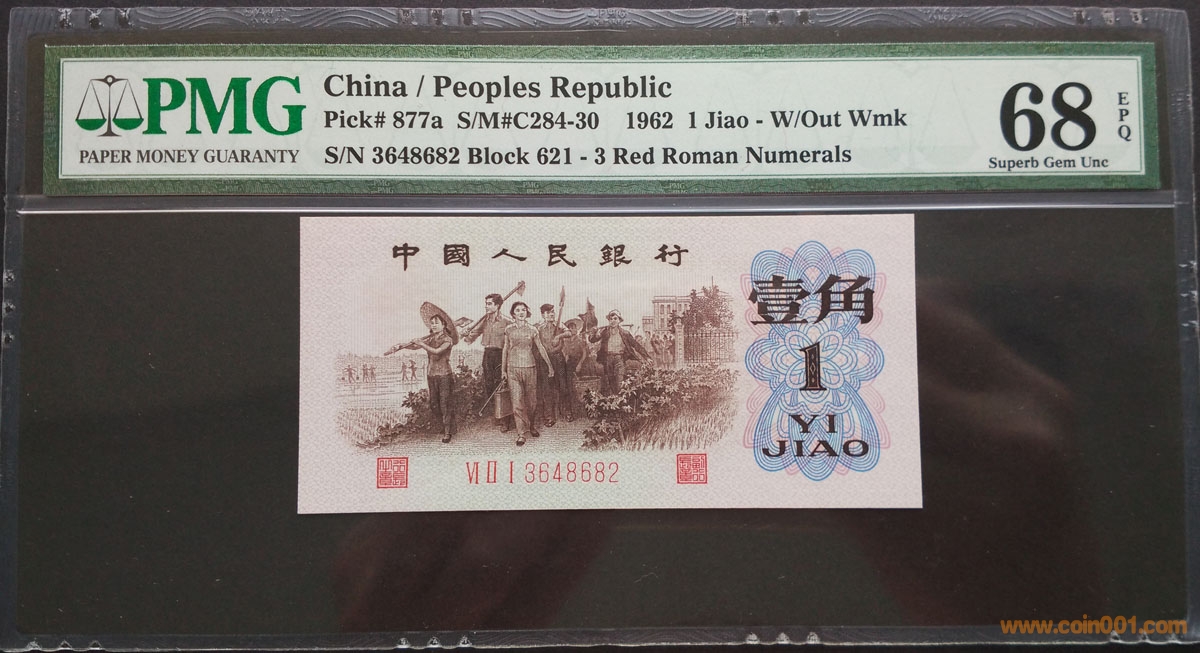 PMG
PAPER MONEY GUARANTY
China / Peoples Republic
Pick# 877a S/M#C284-30 1962 1 Jiao - W/Out Wmk
S/N 3648682 Block 621 - 3 Red Roman Numerals
68
EPQ
Superb Gem Unc
中國人民銀行
壹角
1
YI
JIAO
VI II I 3648682
www.coin001.com